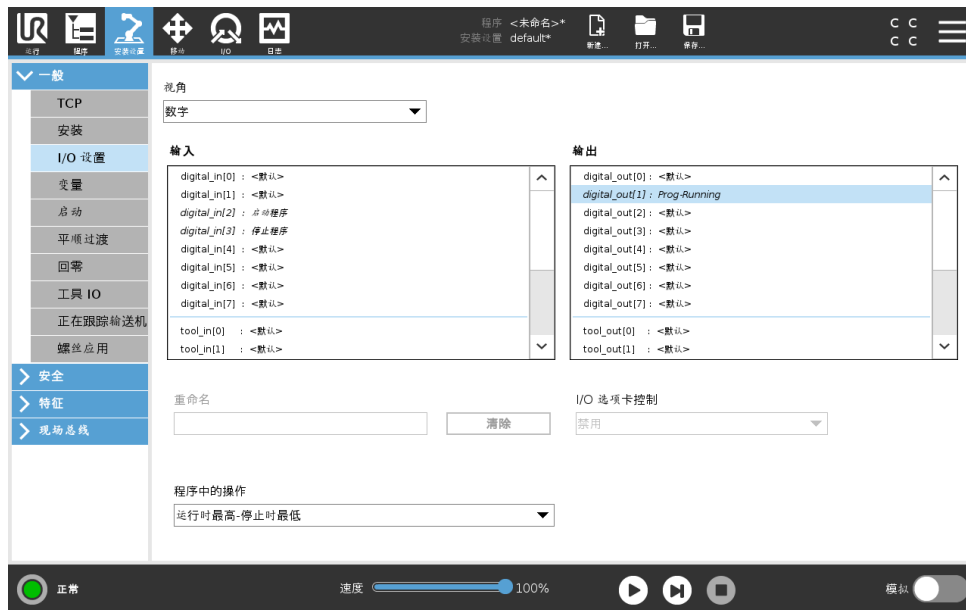 程序 <未命名>*
安装设置 default*
C C
C C
UR
运行
程序
安装设置
移动
I/O
日志
新建...
打开...
保存...
一般
TCP
安装
I/O 设置
变量
启动
平顺过渡
回零
工具 IO
正在跟踪输送机
螺丝应用
安全
特征
现场总线
视角
数字
输入
digital_in[0] : <默认>
digital_in[1] : <默认>
digital_in[2] : 启动程序
digital_in[3] : 停止程序
digital_in[4] : <默认>
digital_in[5] : <默认>
digital_in[6] : <默认>
digital_in[7] : <默认>
tool_in[0] : <默认>
tool_in[1] : <默认>
输出
digital_out[0] : <默认>
digital_out[1] : Prog-Running
digital_out[2] : <默认>
digital_out[3] : <默认>
digital_out[4] : <默认>
digital_out[5] : <默认>
digital_out[6] : <默认>
digital_out[7] : <默认>
tool_out[0] : <默认>
tool_out[1] : <默认>
重命名
清除
I/O 选项卡控制
禁用
程序中的操作
运行时最高-停止时最低
正常
速度
100%
模拟